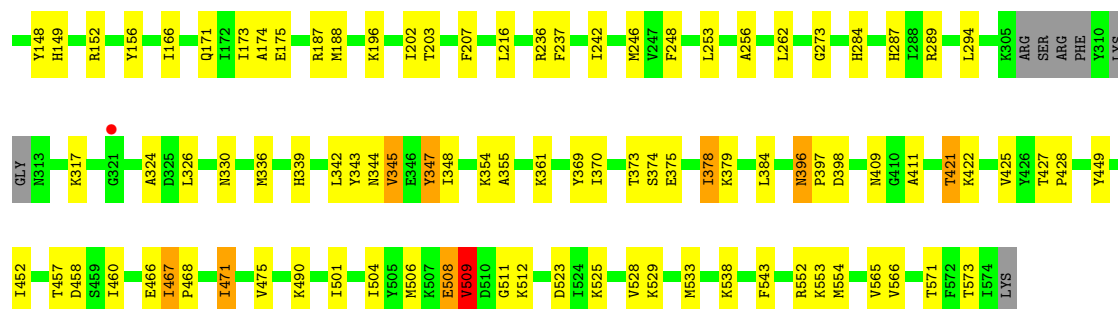 Y148 H149 R152 Y156 I166 Q171 I172 I173 A174 E175 R187 M188 K196 I202 T203 F207 L216 R236 F237 I242 M246 V247 F248 L253 A256 L262 G273 H284 H287 I288 R289 L294 K305 ARG SER ARG PHE Y310 LYS
GLY N313 K317 G321 A324 D325 L326 N330 M336 H339 L342 Y343 N344 V345 E346 Y347 I348 K354 A355 K361 Y369 I370 T373 S374 E375 I378 K379 L384 N396 P397 D398 N409 G410 A411 T421 K422 V425 Y426 T427 P428 Y449
I452 T457 D458 S459 I460 E466 I467 P468 I471 V475 K490 I501 I504 Y505 M506 K507 E508 V509 D510 G511 K512 D523 I524 K525 V528 K529 M533 K538 F543 R552 K553 M554 V565 V566 T571 F572 T573 I574 LYS